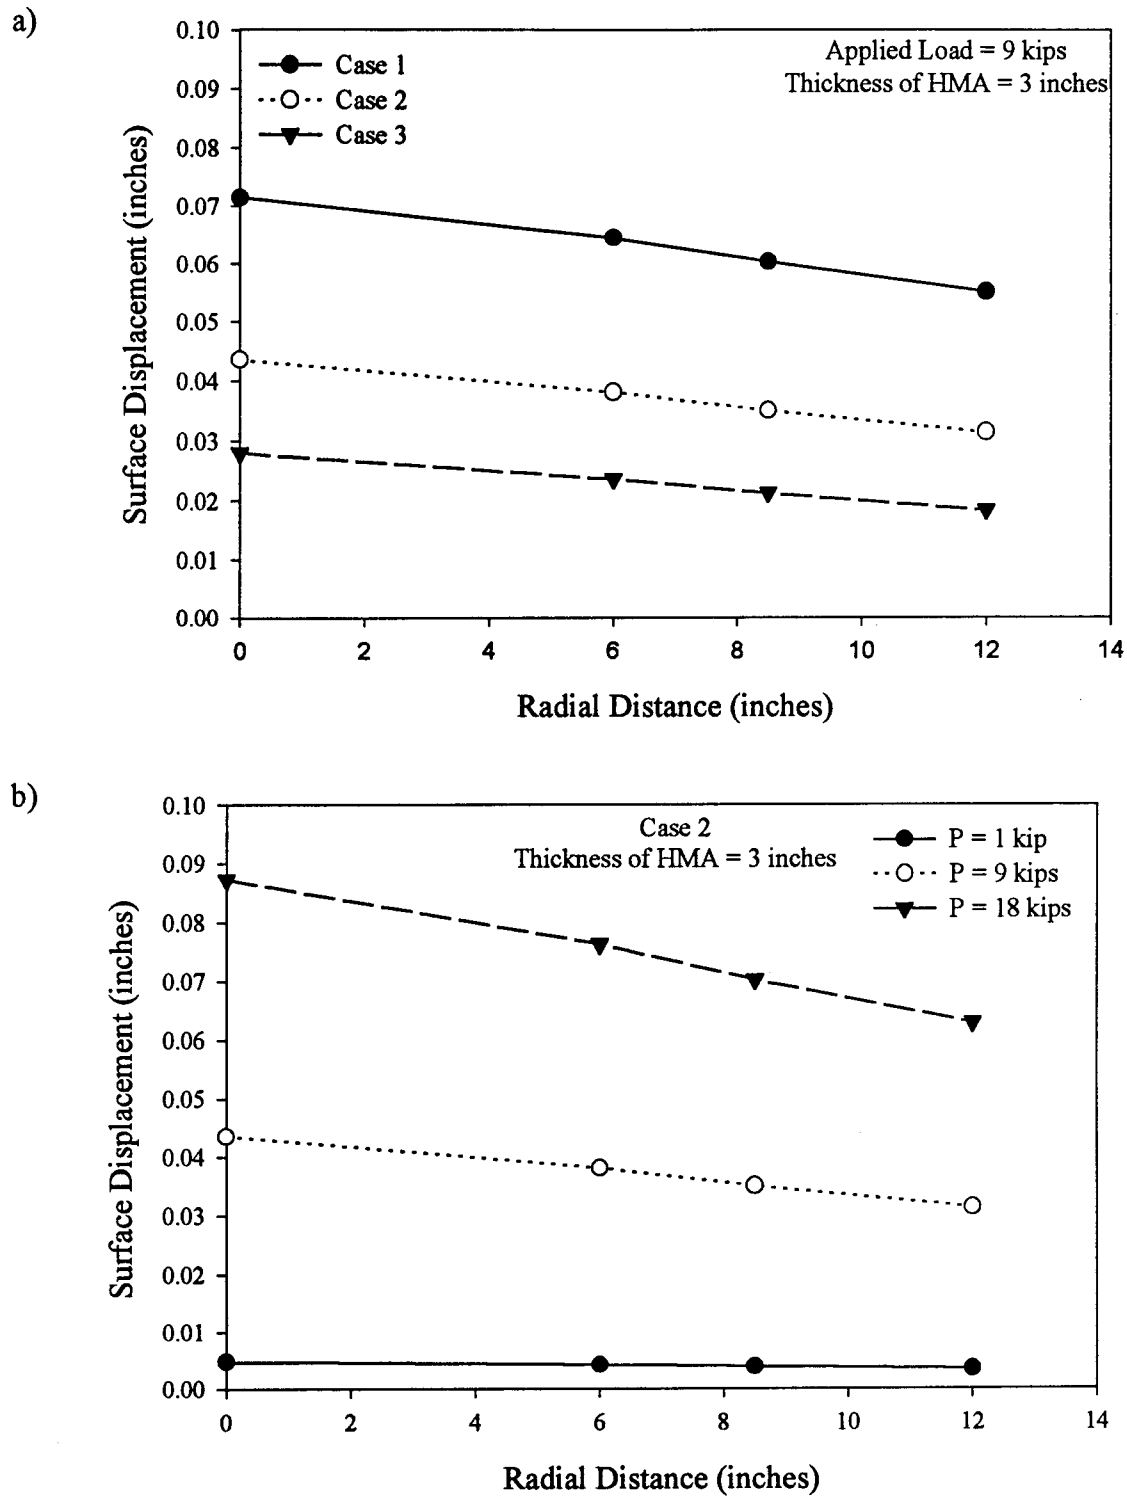 a)
0.10
0.09
0.08
0.07
0.06
0.05
0.04
0.03
0.02
0.01
0.00
Surface Displacement (inches)
Case 1
Case 2
Case 3
Applied Load = 9 kips
Thickness of HMA = 3 inches
0 2 4 6 8 10 12 14
Radial Distance (inches)
b)
0.10
0.09
0.08
0.07
0.06
0.05
0.04
0.03
0.02
0.01
0.00
Surface Displacement (inches)
Case 2
Thickness of HMA = 3 inches
P = 1 kip
P = 9 kips
P = 18 kips
0 2 4 6 8 10 12 14
Radial Distance (inches)